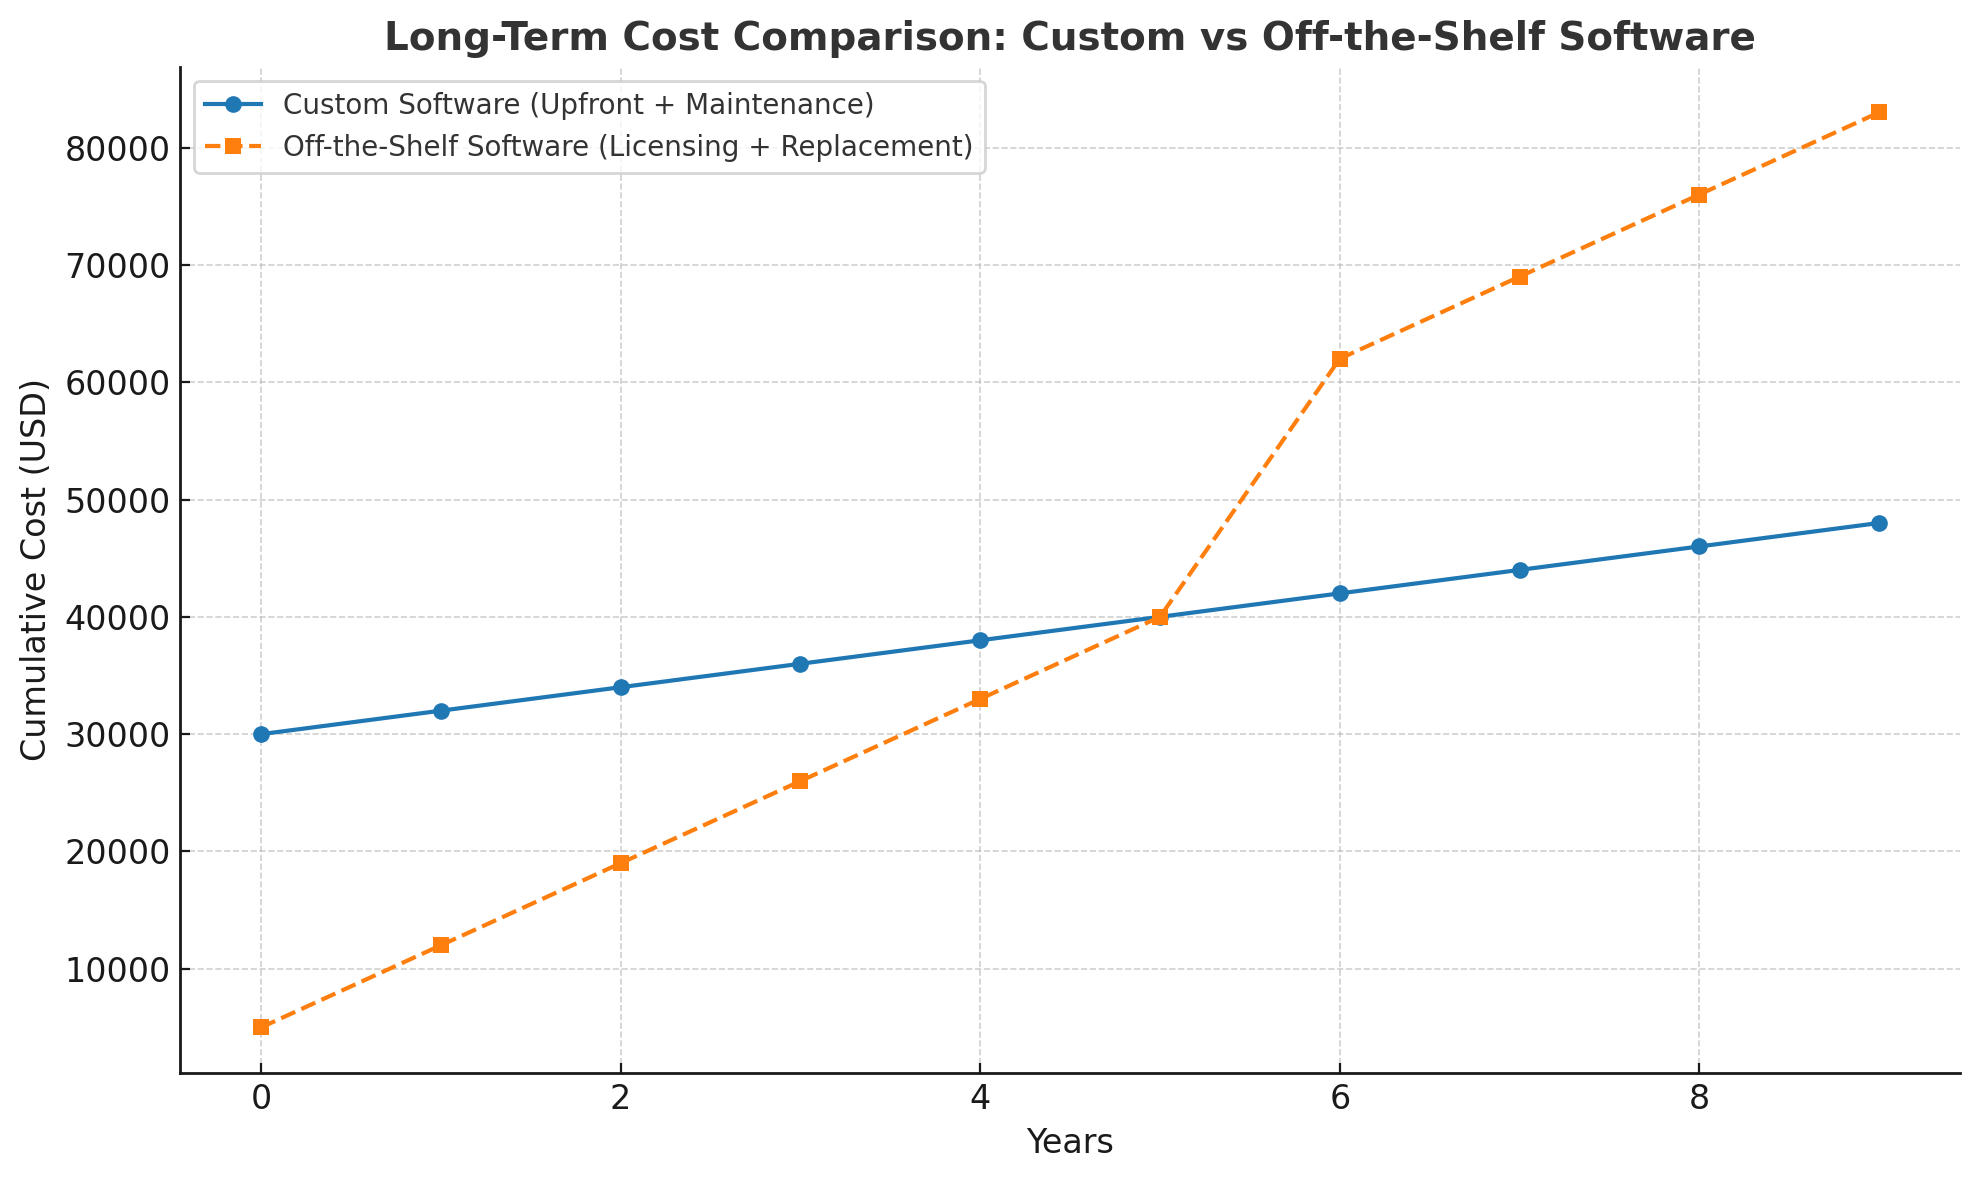 Long-Term Cost Comparison: Custom vs Off-the-Shelf Software
Custom Software (Upfront + Maintenance)
Off-the-Shelf Software (Licensing + Replacement)
80000
70000
60000
50000
40000
30000
20000
10000
Cumulative Cost (USD)
0 2 4 6 8
Years